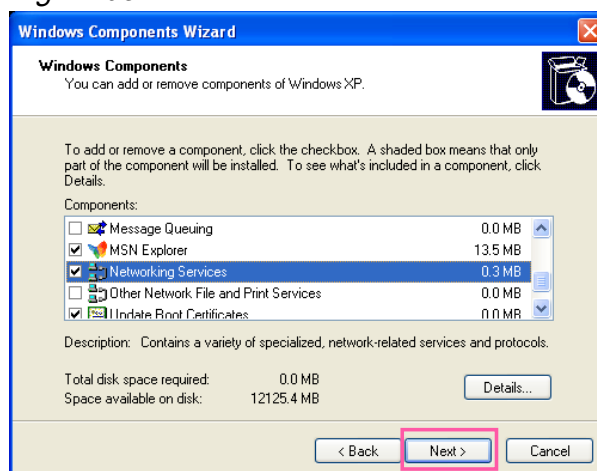 Windows Components Wizard
Windows Components
You can add or remove components of Windows XP.
To add or remove a component, click the checkbox. A shaded box means that only
part of the component will be installed. To see what's included in a component, click
Details.
Components:
Message Queuing 0.0 MB
MSN Explorer 13.5 MB
Networking Services 0.3 MB
Other Network File and Print Services 0.0 MB
Update Root Certificates 0.0 MB
Description: Contains a variety of specialized, network-related services and protocols.
Total disk space required: 0.0 MB
Space available on disk: 12125.4 MB
Details...
< Back Next > Cancel